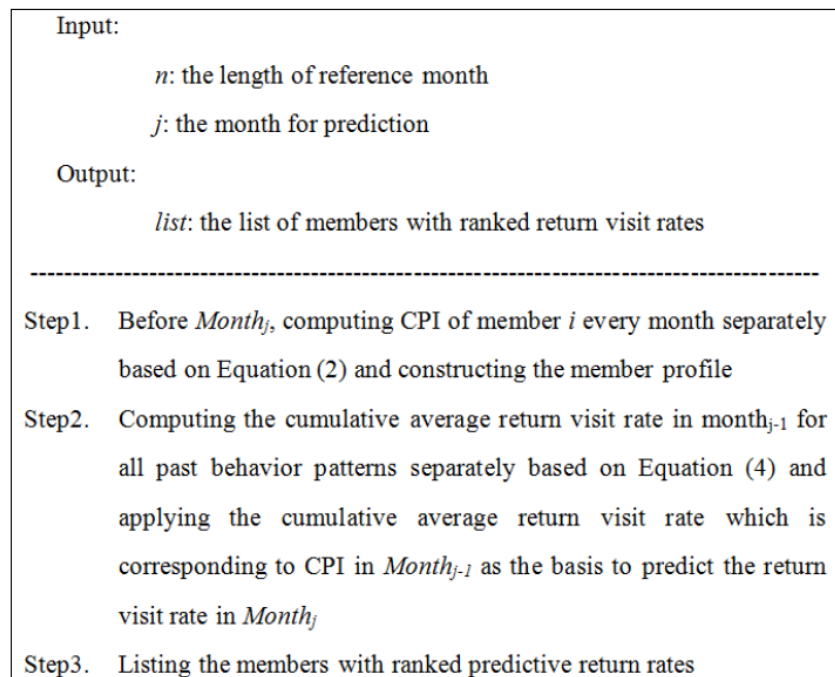 Input:
n: the length of reference month
j: the month for prediction
Output:
list: the list of members with ranked return visit rates
--------------------------------------------------------------------------------------------
Step1. Before Monthj, computing CPI of member i every month separately
based on Equation (2) and constructing the member profile
Step2. Computing the cumulative average return visit rate in monthj-1 for
all past behavior patterns separately based on Equation (4) and
applying the cumulative average return visit rate which is
corresponding to CPI in Monthj-1 as the basis to predict the return
visit rate in Monthj
Step3. Listing the members with ranked predictive return rates